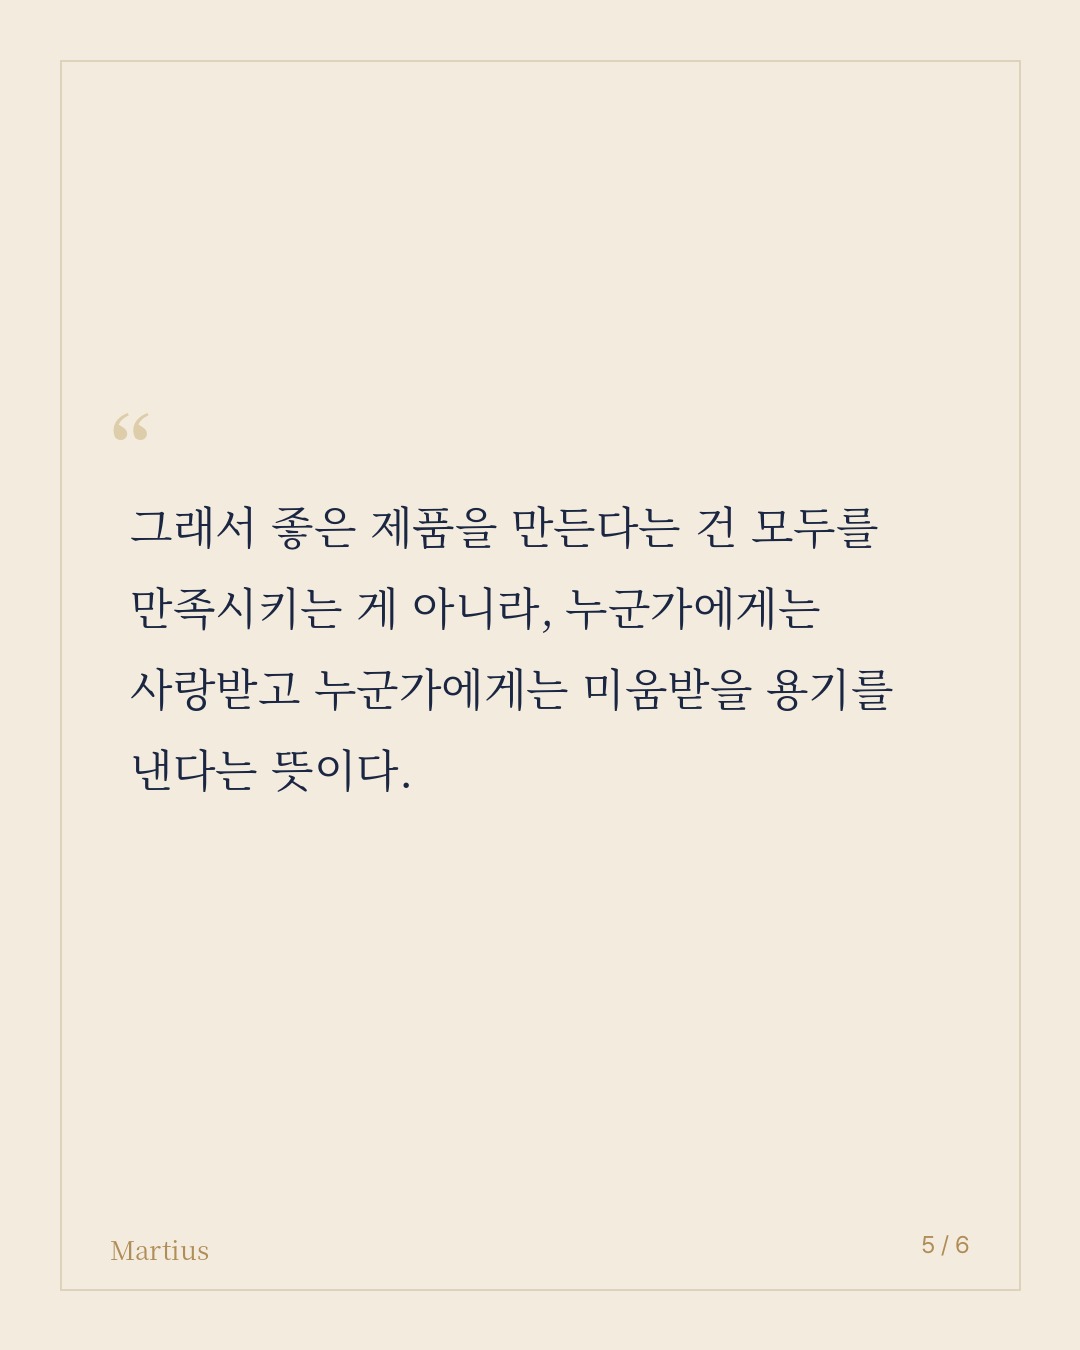 “
그래서 좋은 제품을 만든다는 건 모두를
만족시키는 게 아니라, 누군가에게는
사랑받고 누군가에게는 미움받을 용기를
낸다는 뜻이다.
Martius
5 / 6